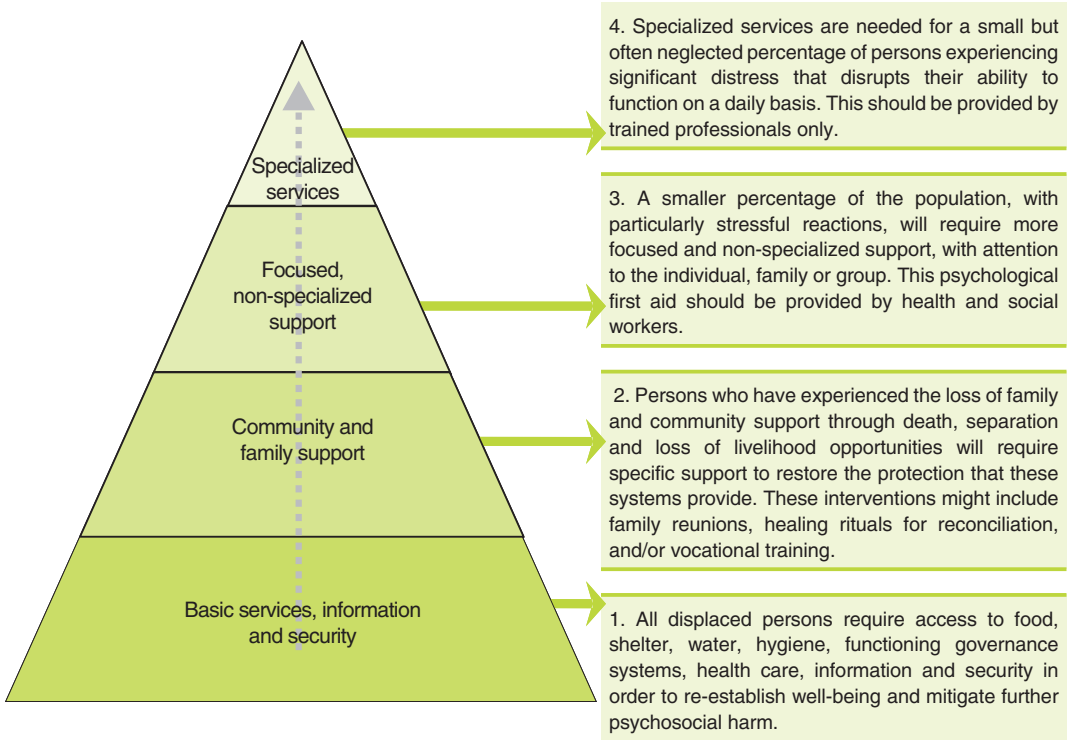 Specialized
services
Focused,
non-specialized
support
Community and
family support
Basic services, information
and security
4. Specialized services are needed for a small but
often neglected percentage of persons experiencing
significant distress that disrupts their ability to
function on a daily basis. This should be provided by
trained professionals only.
3. A smaller percentage of the population, with
particularly stressful reactions, will require more
focused and non-specialized support, with attention
to the individual, family or group. This psychological
first aid should be provided by health and social
workers.
2. Persons who have experienced the loss of family
and community support through death, separation
and loss of livelihood opportunities will require
specific support to restore the protection that these
systems provide. These interventions might include
family reunions, healing rituals for reconciliation,
and/or vocational training.
1. All displaced persons require access to food,
shelter, water, hygiene, functioning governance
systems, health care, information and security in
order to re-establish well-being and mitigate further
psychosocial harm.